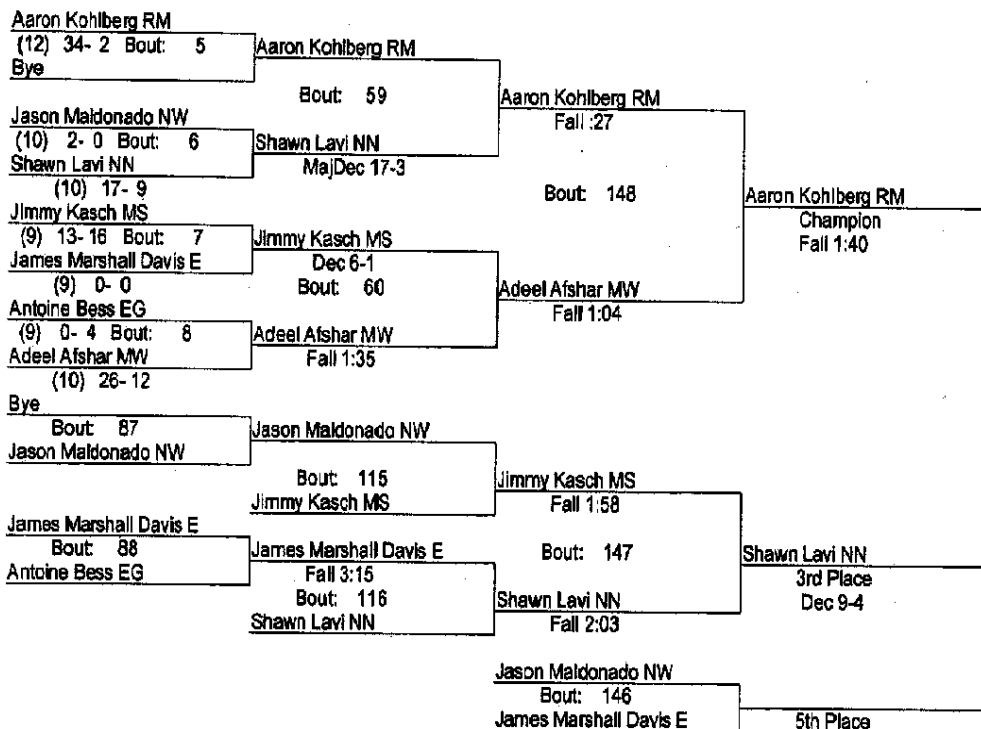 Aaron Kohlberg RM
(12) 34- 2 Bout: 5
Bye
Jason Maldonado NW
(10) 2- 0 Bout: 6
Shawn Lavi NN
(10) 17- 9
Jimmy Kasch MS
(9) 13- 16 Bout: 7
James Marshall Davis E
(9) 0- 0
Antoine Bess EG
(9) 0- 4 Bout: 8
Adeel Afshar MW
(10) 26- 12
Bye
Bout: 87
Jason Maldonado NW
James Marshall Davis E
Bout: 88
Antoine Bess EG
Aaron Kohlberg RM
Bout: 59
Shawn Lavi NN
MajDec 17-3
Jimmy Kasch MS
Dec 6-1
Bout: 60
Adeel Afshar MW
Fall 1:35
Jason Maldonado NW
Bout: 115
Jimmy Kasch MS
James Marshall Davis E
Fall 3:15
Bout: 116
Shawn Lavi NN
Aaron Kohlberg RM
Fall :27
Bout: 148
Adeel Afshar MW
Fall 1:04
Jimmy Kasch MS
Fall 1:58
Bout: 147
Shawn Lavi NN
Fall 2:03
Jason Maldonado NW
Bout: 146
James Marshall Davis E
Aaron Kohlberg RM
Champion
Fall 1:40
Shawn Lavi NN
3rd Place
Dec 9-4
5th Place